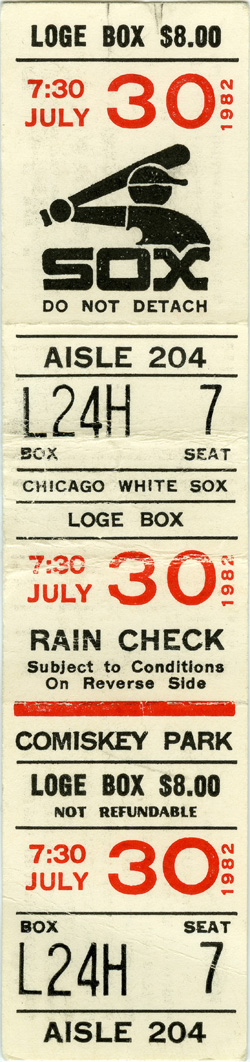 LOGE BOX $8.00
7:30 JULY 30 1982
SOX
DO NOT DETACH
AISLE 204
L24H 7
BOX SEAT
CHICAGO WHITE SOX
LOGE BOX
7:30 JULY 30 1982
RAIN CHECK
Subject to Conditions
On Reverse Side
COMISKEY PARK
LOGE BOX $8.00
NOT REFUNDABLE
7:30 JULY 30 1982
BOX SEAT
L24H 7
AISLE 204